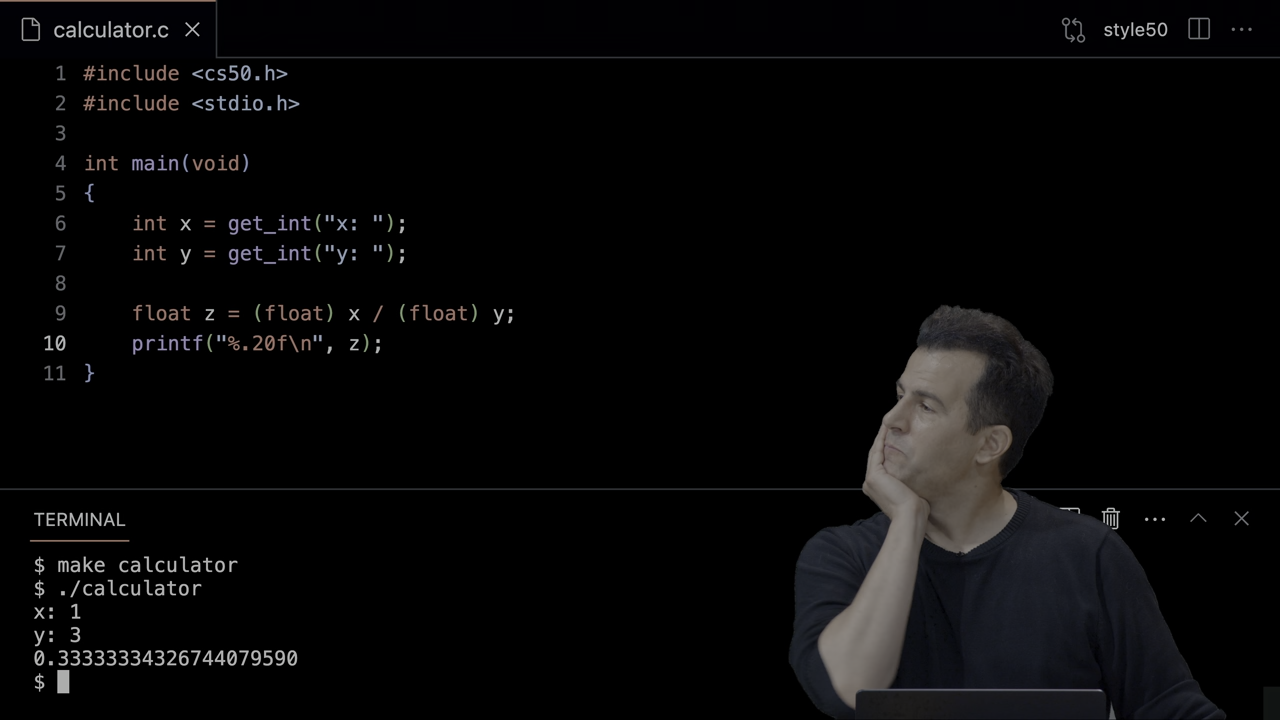 calculator.c
style50
1 #include <cs50.h>
2 #include <stdio.h>
3
4 int main(void)
5 {
6     int x = get_int("x: ");
7     int y = get_int("y: ");
8
9     float z = (float) x / (float) y;
10     printf("%.20f\n", z);
11 }
TERMINAL
$ make calculator
$ ./calculator
x: 1
y: 3
0.33333334326744079590
$